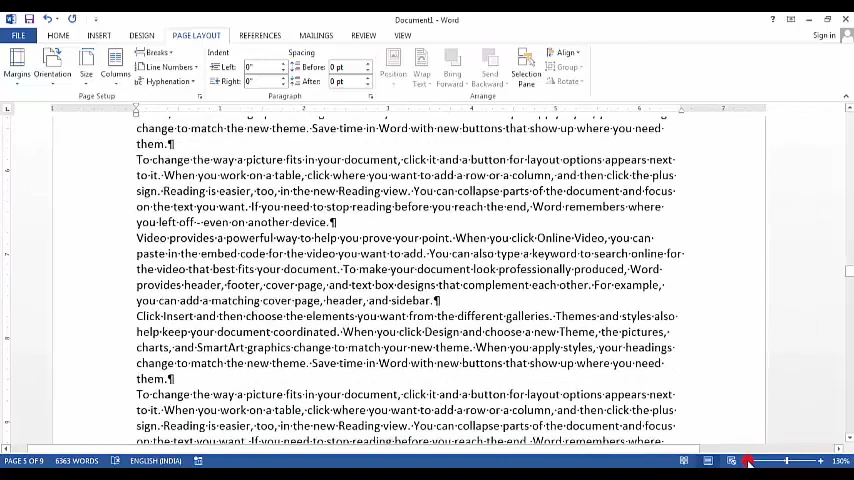 Document1 - Word
Sign in
FILE HOME INSERT DESIGN PAGE LAYOUT REFERENCES MAILINGS REVIEW VIEW
Margins Orientation Size Columns Breaks Line Numbers Hyphenation
Page Setup
Indent Spacing
Left: 0" Before: 0 pt
Right: 0" After: 0 pt
Paragraph
Position Wrap Text Bring Forward Send Backward Selection Pane Align Group Rotate
Arrange
1 1 2 3 4 5 6 7
change·to·match·the·new·theme.·Save·time·in·Word·with·new·buttons·that·show·up·where·you·need·
them.¶
To·change·the·way·a·picture·fits·in·your·document,·click·it·and·a·button·for·layout·options·appears·next·
to·it.·When·you·work·on·a·table,·click·where·you·want·to·add·a·row·or·a·column,·and·then·click·the·plus·
sign.·Reading·is·easier,·too,·in·the·new·Reading·view.·You·can·collapse·parts·of·the·document·and·focus·
on·the·text·you·want.·If·you·need·to·stop·reading·before·you·reach·the·end,·Word·remembers·where·
you·left·off·-·even·on·another·device.¶
Video·provides·a·powerful·way·to·help·you·prove·your·point.·When·you·click·Online·Video,·you·can·
paste·in·the·embed·code·for·the·video·you·want·to·add.·You·can·also·type·a·keyword·to·search·online·for·
the·video·that·best·fits·your·document.·To·make·your·document·look·professionally·produced,·Word·
provides·header,·footer,·cover·page,·and·text·box·designs·that·complement·each·other.·For·example,·
you·can·add·a·matching·cover·page,·header,·and·sidebar.¶
Click·Insert·and·then·choose·the·elements·you·want·from·the·different·galleries.·Themes·and·styles·also·
help·keep·your·document·coordinated.·When·you·click·Design·and·choose·a·new·Theme,·the·pictures,·
charts,·and·SmartArt·graphics·change·to·match·your·new·theme.·When·you·apply·styles,·your·headings·
change·to·match·the·new·theme.·Save·time·in·Word·with·new·buttons·that·show·up·where·you·need·
them.¶
To·change·the·way·a·picture·fits·in·your·document,·click·it·and·a·button·for·layout·options·appears·next·
to·it.·When·you·work·on·a·table,·click·where·you·want·to·add·a·row·or·a·column,·and·then·click·the·plus·
sign.·Reading·is·easier,·too,·in·the·new·Reading·view.·You·can·collapse·parts·of·the·document·and·focus·
on·the·text·you·want.·If·you·need·to·stop·reading·before·you·reach·the·end,·Word·remembers·where·
PAGE 5 OF 9 6363 WORDS ENGLISH (INDIA) 130%